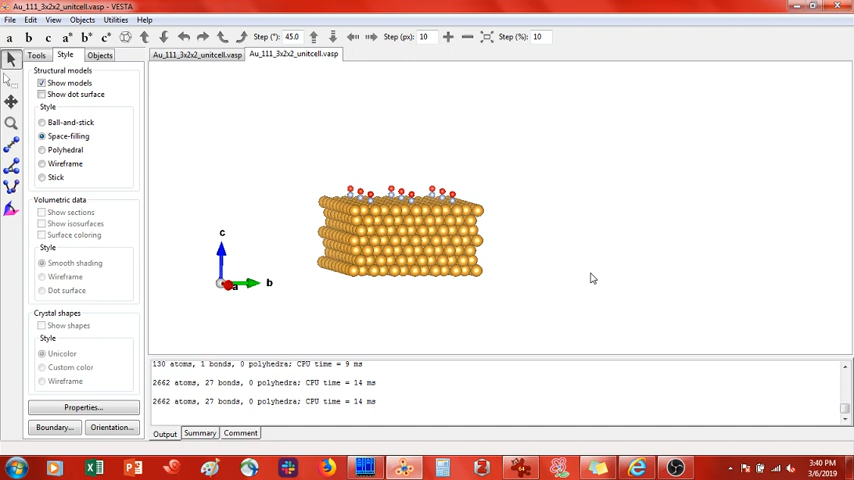 Au_111_3x2x2_unitcell.vasp - VESTA
File Edit View Objects Utilities Help
a b c a* b* c* Step (°): 45.0 Step (px): 10 Step (%): 10
Tools Style Objects
Au_111_3x2x2_unitcell.vasp Au_111_3x2x2_unitcell.vasp
Structural models
Show models
Show dot surface
Style
Ball-and-stick
Space-filling
Polyhedral
Wireframe
Stick
Volumetric data
Show sections
Show isosurfaces
Surface coloring
Style
Smooth shading
Wireframe
Dot surface
Crystal shapes
Show shapes
Style
Unicolor
Custom color
Wireframe
Properties...
Boundary... Orientation...
c
b
a
130 atoms, 1 bonds, 0 polyhedra; CPU time = 9 ms
2662 atoms, 27 bonds, 0 polyhedra; CPU time = 14 ms
2662 atoms, 27 bonds, 0 polyhedra; CPU time = 14 ms
Output Summary Comment
64
3:40 PM
3/6/2019